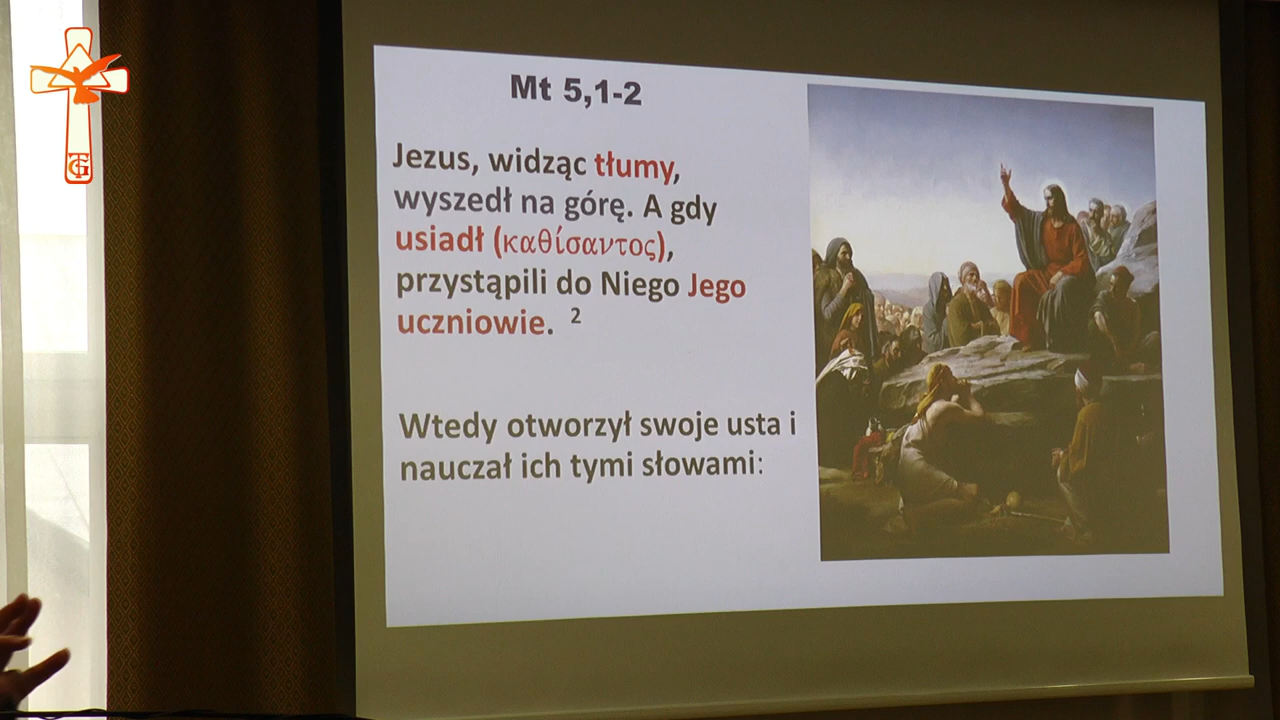 Mt 5,1-2
Jezus, widząc tłumy,
wyszedł na górę. A gdy
usiadł (καθίσαντος),
przystąpili do Niego Jego
uczniowie. 2
Wtedy otworzył swoje usta i
nauczał ich tymi słowami: